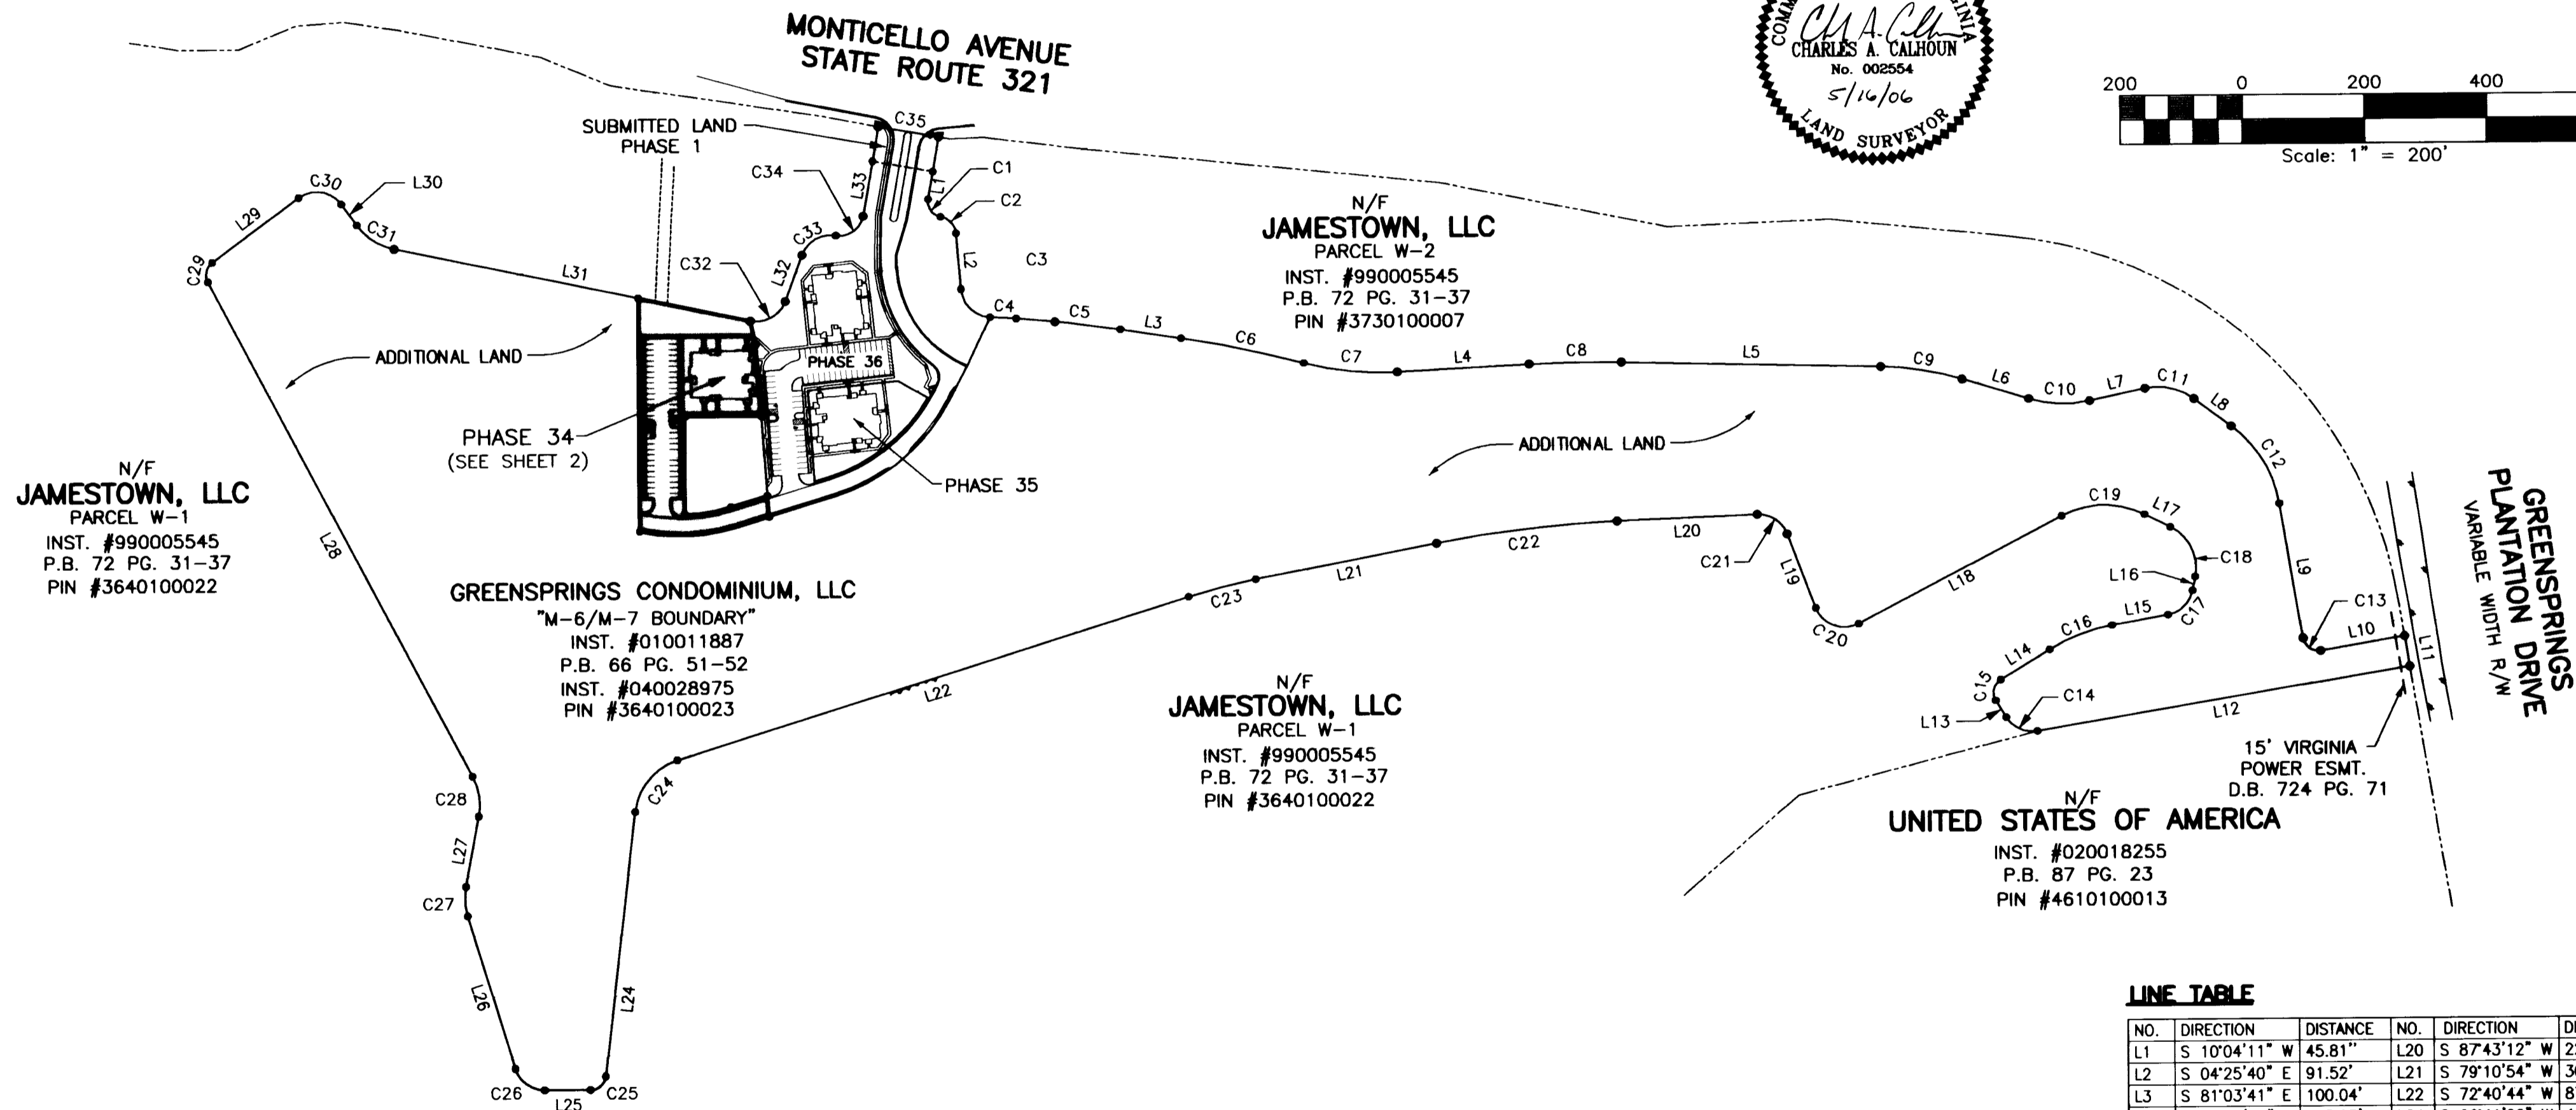 MONTICELLO AVENUE
STATE ROUTE 321
CHARLES A. CALHOUN
No. 002554
5/16/06
LAND SURVEYOR
200 0 200 400
Scale: 1" = 200'
SUBMITTED LAND
PHASE 1
C35
C34
L33
L1
C1
C2
C33
C32
L32
L2
C3
C30
L30
L29
C31
C29
L31
C4
C5
L3
C6
C7
L4
C8
L5
C9
L6
C10
L7
C11
L8
C12
L9
C13
L10
L11
N/F
JAMESTOWN, LLC
PARCEL W-2
INST. #990005545
P.B. 72 PG. 31-37
PIN #3730100007
ADDITIONAL LAND
PHASE 36
PHASE 34
(SEE SHEET 2)
PHASE 35
ADDITIONAL LAND
N/F
JAMESTOWN, LLC
PARCEL W-1
INST. #990005545
P.B. 72 PG. 31-37
PIN #3640100022
L28
GREENSPRINGS CONDOMINIUM, LLC
"M-6/M-7 BOUNDARY"
INST. #010011887
P.B. 66 PG. 51-52
INST. #040028975
PIN #3640100023
GREENSPRINGS
PLANTATION DRIVE
VARIABLE WIDTH R/W
C19
L17
C18
L16
C17
L15
C16
L14
C15
L13
C14
L12
L18
C20
L19
C21
L20
C22
L21
C23
L22
C24
L24
C25
L25
C26
L26
C27
L27
C28
N/F
JAMESTOWN, LLC
PARCEL W-1
INST. #990005545
P.B. 72 PG. 31-37
PIN #3640100022
15' VIRGINIA
POWER ESMT.
D.B. 724 PG. 71
N/F
UNITED STATES OF AMERICA
INST. #020018255
P.B. 87 PG. 23
PIN #4610100013
LINE TABLE
NO. DIRECTION DISTANCE NO. DIRECTION
L1 S 10°04'11" W 45.81" L20 S 87°43'12" W
L2 S 04°25'40" E 91.52' L21 S 79°10'54" W
L3 S 81°03'41" E 100.04' L22 S 72°40'44" W